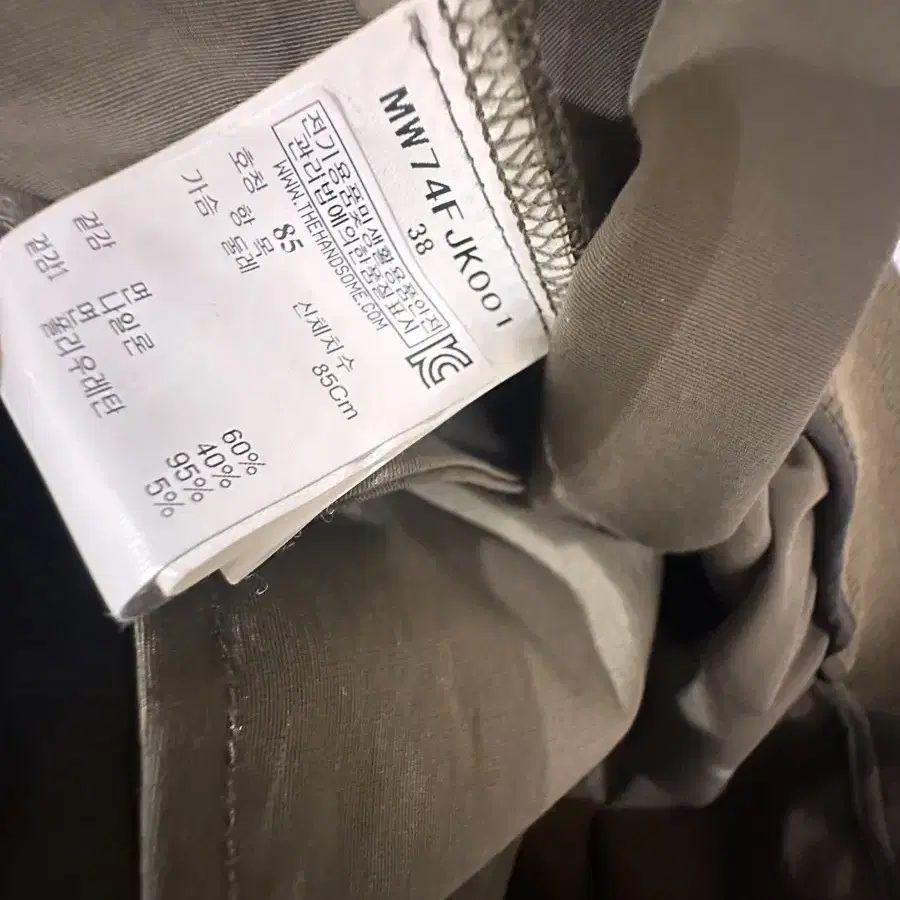 MW74FJK001
38
전기용품및생활용품안전
관리법에의한품질표시
WWW.THEHANDSOME.COM
호칭 85
항목 신체치수
가슴둘레 85Cm
겉감 면 60%
나일론 40%
겉감1 면 95%
폴리우레탄 5%